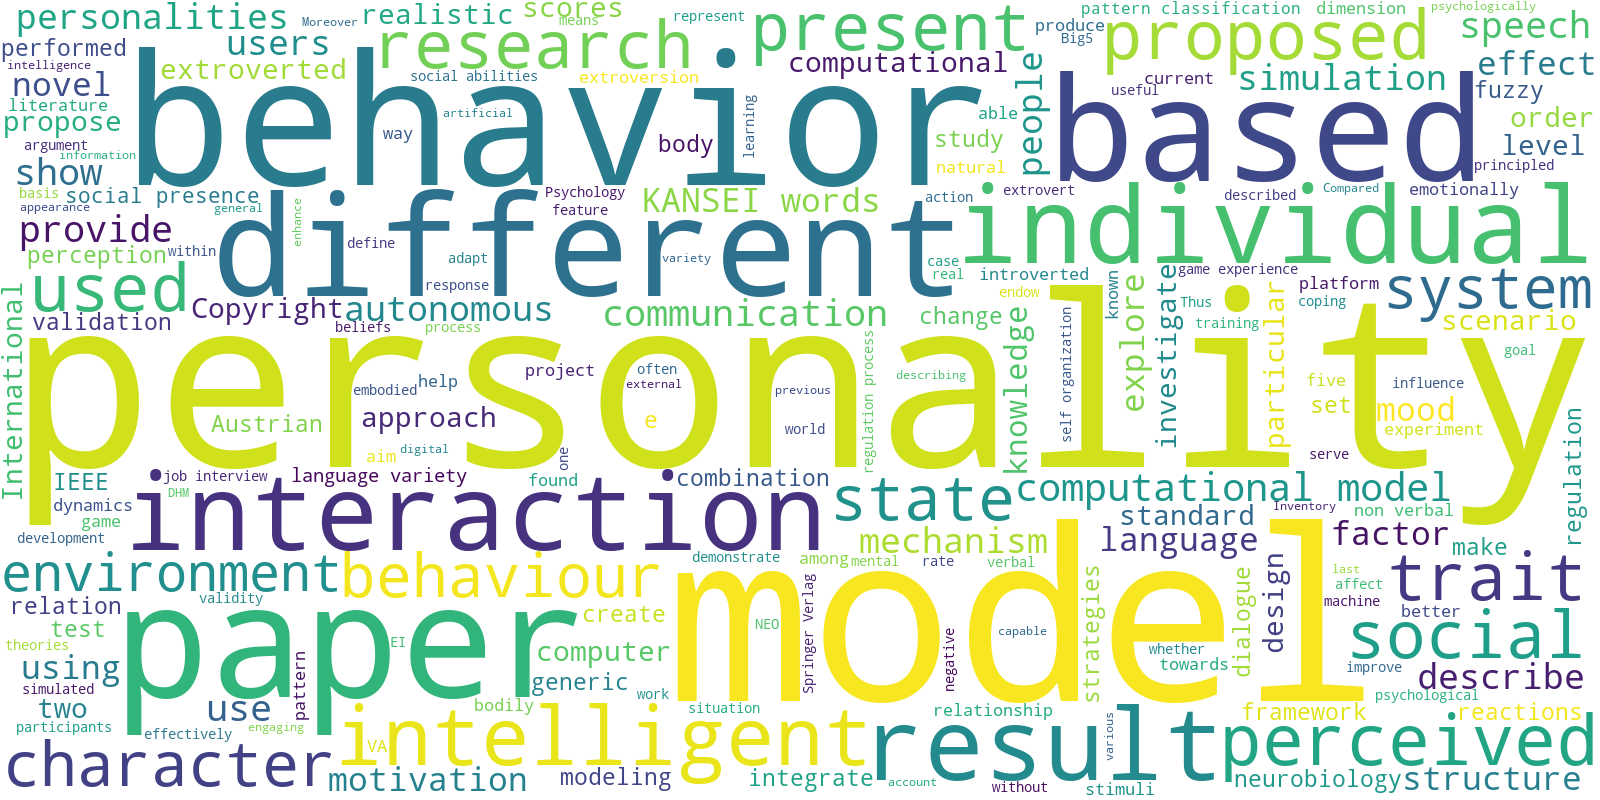 personalities
Moreover
realistic
scores
means
represent
pattern classification
dimension
psychologically
performed
users
research
present
produce
Big5
proposed
speech
intelligence
extroverted
behavior
social abilities
extroversion
computational
people
current
simulation
effect
novel
literature
artificial
learning
able
useful
based
fuzzy
propose
way
body
study
order
argument
information
natural
level
show
principled
basis
social presence
Psychology
KANSEI words
action
extrovert
described
Compared
emotionally
appearance
general
enhance
feature
different
individual
provide
perception
within
define
adapt
variety
case
real
introverted
known
game experience
system
used
response
endow
investigate
platform
International
Copyright
autonomous
communication
change
knowledge
self organization
explore
Thus
particular
coping
scenario
validation
beliefs
process
regulation process
training
goal
personality
embodied
help
project
often
external
describing
previous
five
influence
Austrian
approach
e
world
set
mood
experiment
aim
digital
one
serve
regulation
IEEE
job interview
language variety
found
combination
computational model
DHM
dynamics
interaction
state
Inventory
non verbal
game
standard
factor
development
mechanism
language
make
environment
behaviour
demonstrate
among
mental
rate
verbal
design
last
affect
trait
relation
validity
create
Springer Verlag
model
strategies
dialogue
machine
better
test
paper
NEO
capable
social
theories
EI
computer
negative
whether
towards
improve
using
pattern
generic
describe
simulated
work
psychological
two
use
bodily
situation
relationship
various
framework
reactions
participants
effectively
engaging
VA
intelligent
result
perceived
character
motivation
modeling
integrate
account
without
stimuli
neurobiology
structure